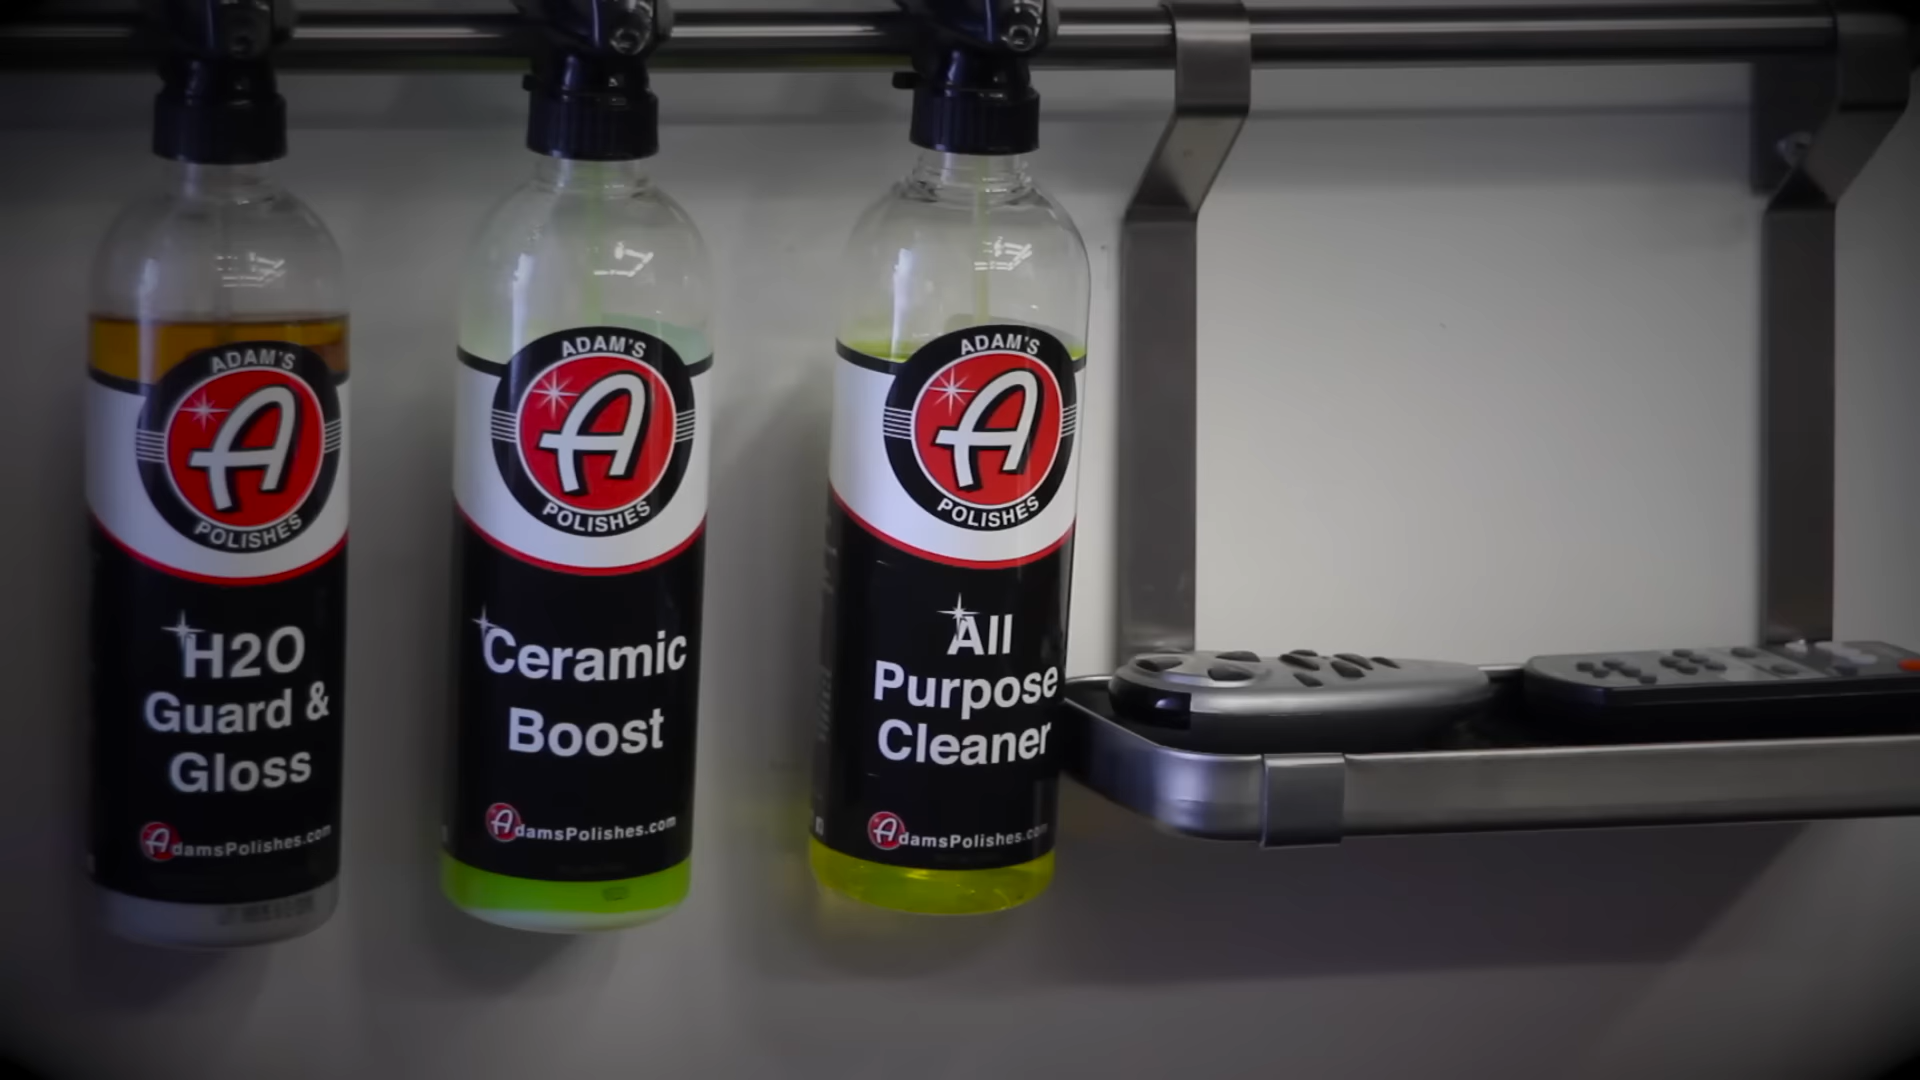 ADAM'S
A
POLISHES
H2O
Guard &
Gloss
AdamsPolishes.com
ADAM'S
A
POLISHES
Ceramic
Boost
AdamsPolishes.com
ADAM'S
A
POLISHES
All
Purpose
Cleaner
AdamsPolishes.com